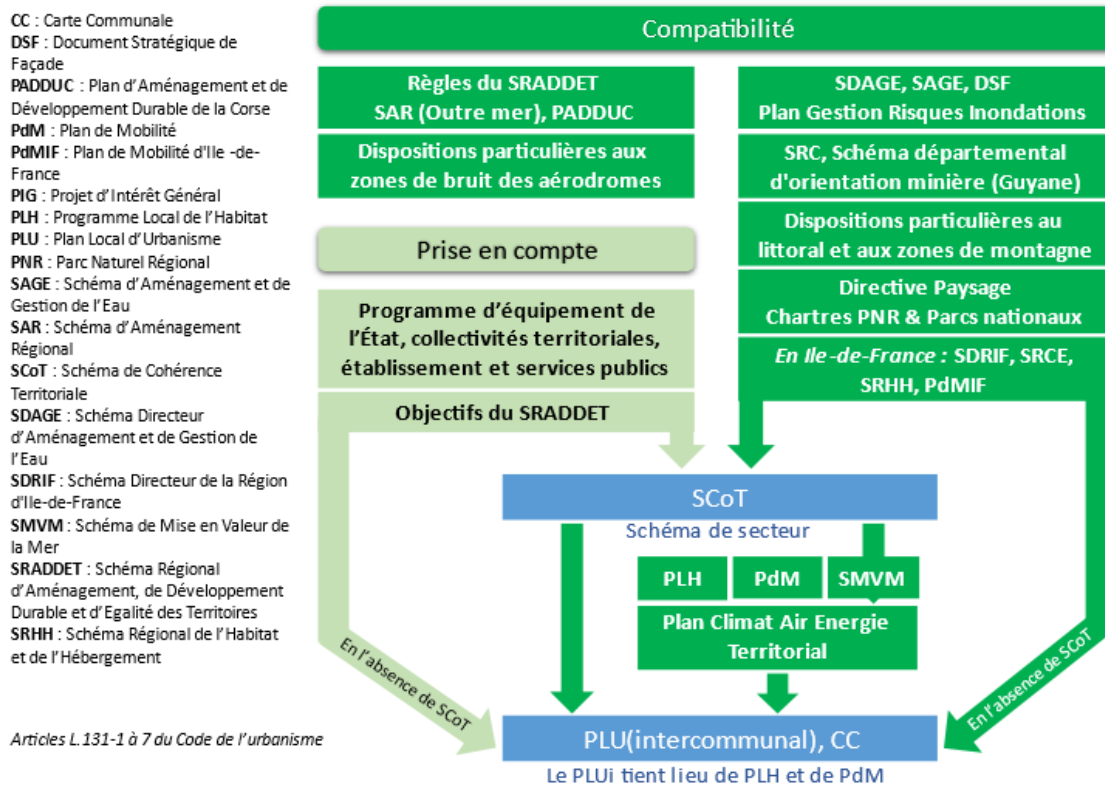 CC : Carte Communale
DSF : Document Stratégique de
Façade
PADDUC : Plan d'Aménagement et de
Développement Durable de la Corse
PdM : Plan de Mobilité
PdMIF : Plan de Mobilité d'Ile -de-
France
PIG : Projet d'Intérêt Général
PLH : Programme Local de l'Habitat
PLU : Plan Local d'Urbanisme
PNR : Parc Naturel Régional
SAGE : Schéma d'Aménagement et de
Gestion de l'Eau
SAR : Schéma d'Aménagement
Régional
SCoT : Schéma de Cohérence
Territoriale
SDAGE : Schéma Directeur
d'Aménagement et de Gestion de
l'Eau
SDRIF : Schéma Directeur de la Région
d'Ile-de-France
SMVM : Schéma de Mise en Valeur de
la Mer
SRADDET : Schéma Régional
d'Aménagement, de Développement
Durable et d'Egalité des Territoires
SRHH : Schéma Régional de l'Habitat
et de l'Hébergement
Articles L.131-1 à 7 du Code de l'urbanisme
Compatibilité
Règles du SRADDET
SAR (Outre mer), PADDUC
Dispositions particulières aux
zones de bruit des aérodromes
Prise en compte
Programme d'équipement de
l'État, collectivités territoriales,
établissement et services publics
Objectifs du SRADDET
SDAGE, SAGE, DSF
Plan Gestion Risques Inondations
SRC, Schéma départemental
d'orientation minière (Guyane)
Dispositions particulières au
littoral et aux zones de montagne
Directive Paysage
Chartres PNR & Parcs nationaux
En Ile-de-France : SDRIF, SRCE,
SRHH, PdMIF
SCoT
Schéma de secteur
PLH
PdM
SMVM
Plan Climat Air Energie
Territorial
En l'absence de SCoT
En l'absence de SCoT
PLU(intercommunal), CC
Le PLUi tient lieu de PLH et de PdM